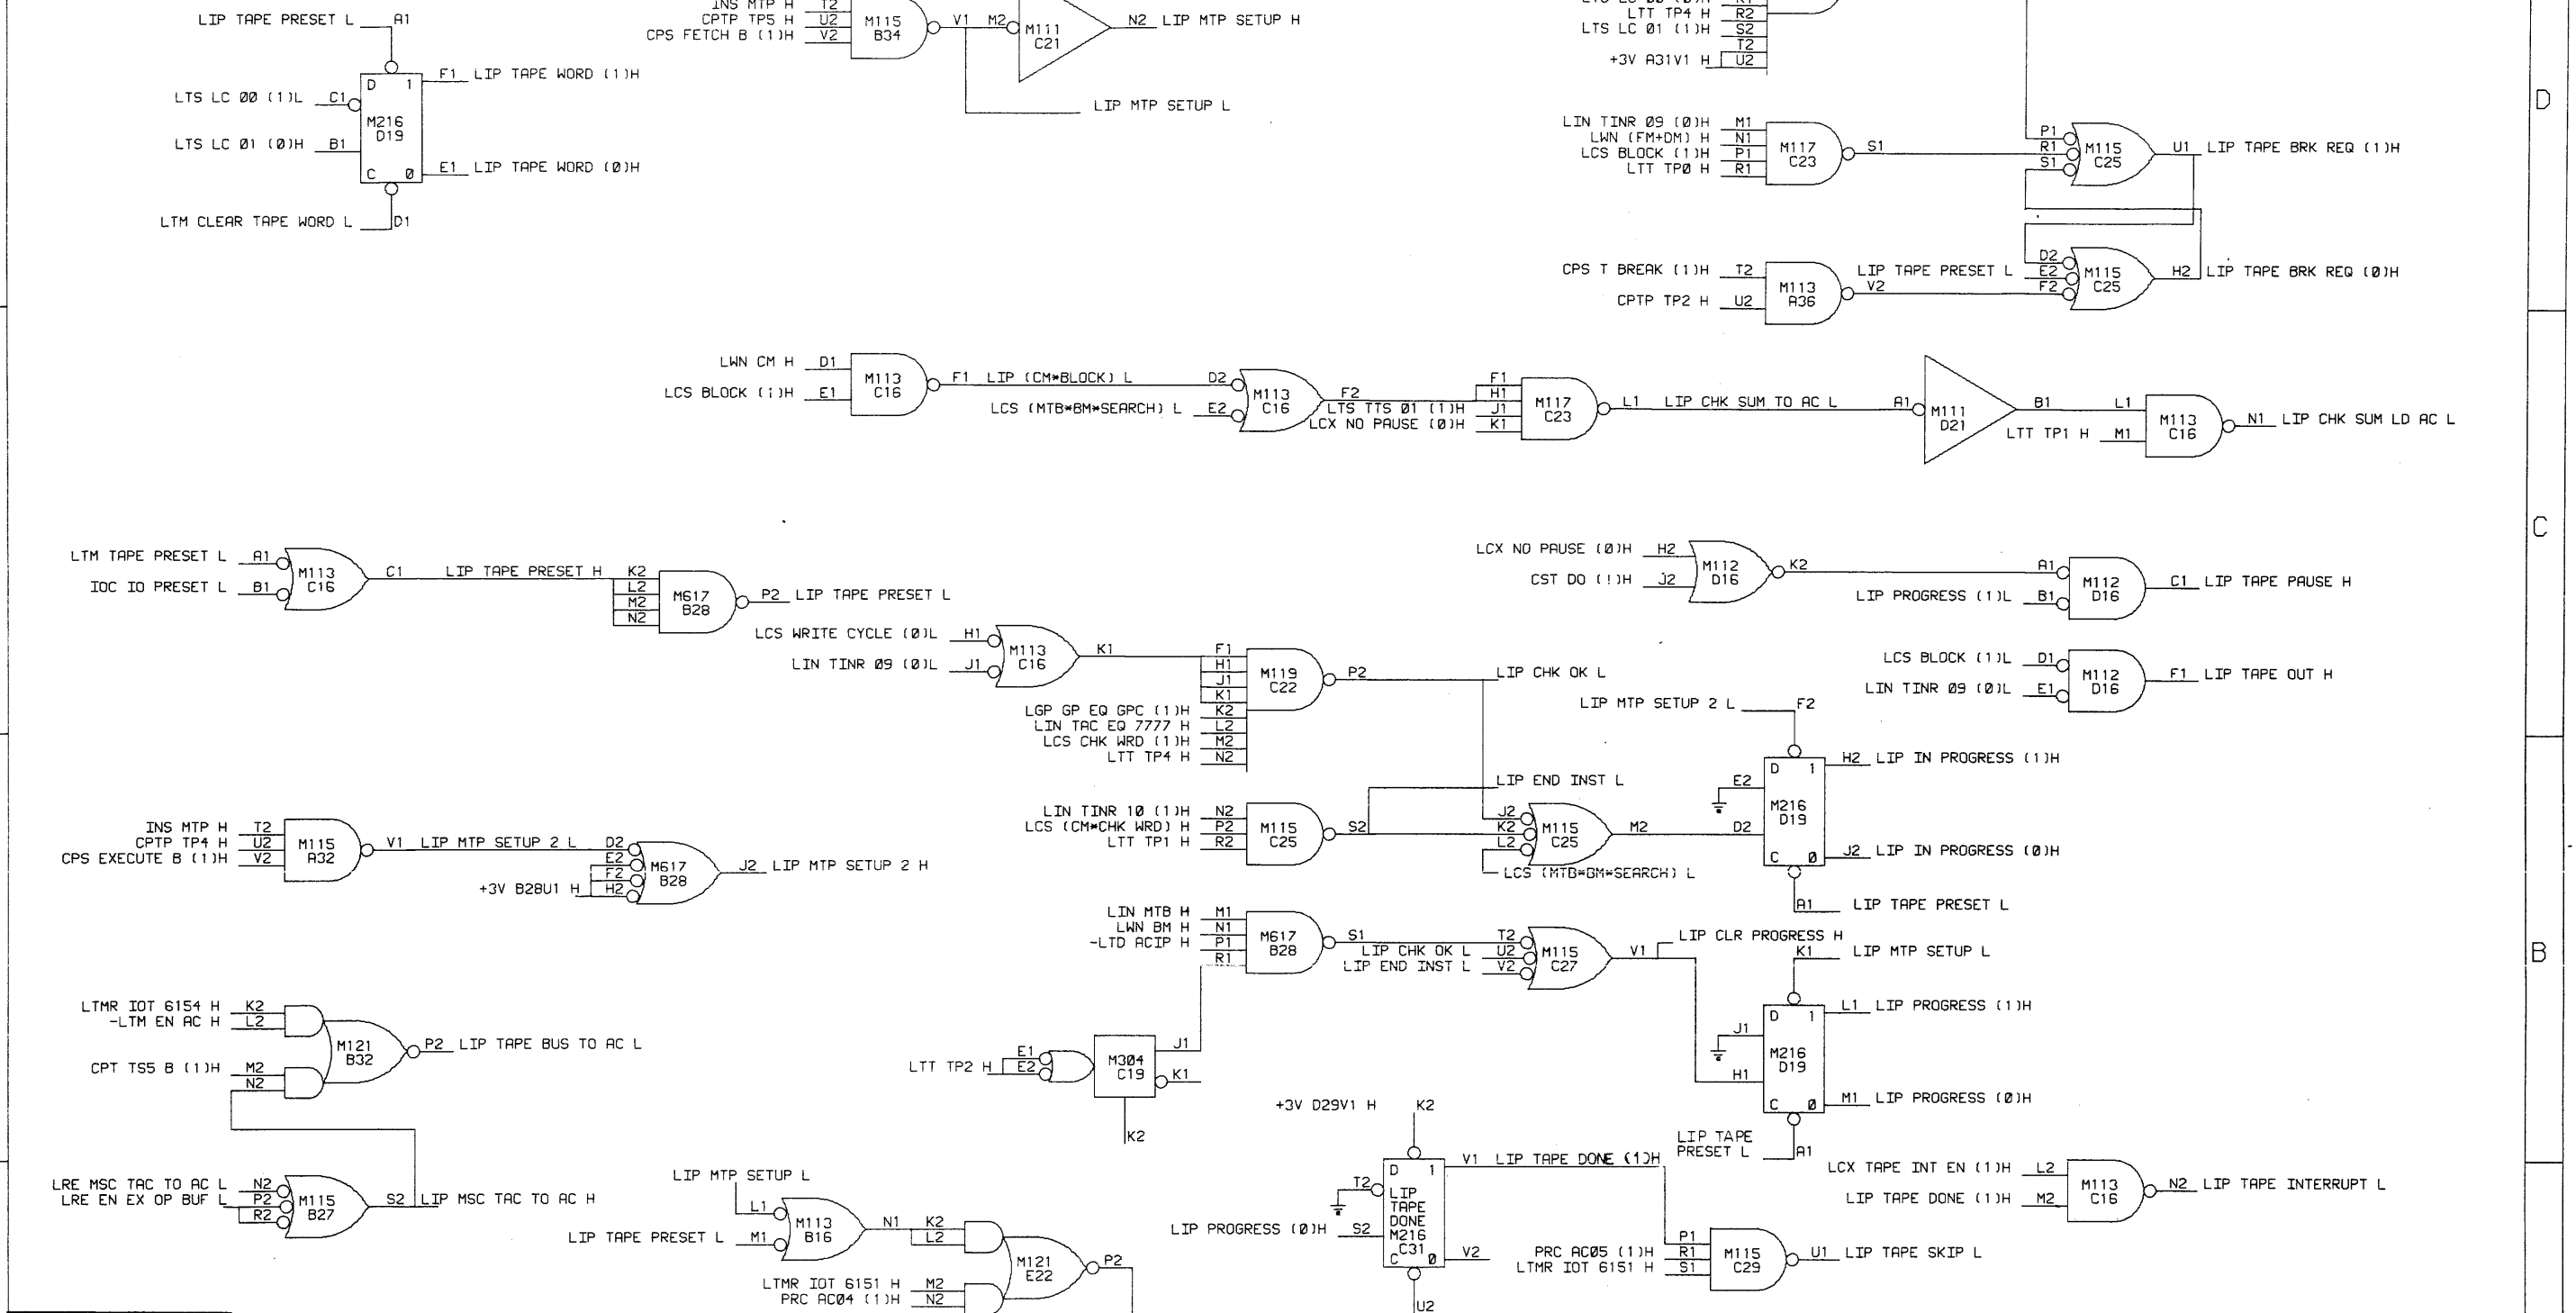 LIP TAPE PRESET L
A1
LTS LC 00 (1)L
C1
LTS LC 01 (0)H
B1
D 1
M216
D19
C 0
F1 LIP TAPE WORD (1)H
E1 LIP TAPE WORD (0)H
LTM CLEAR TAPE WORD L
D1
INS MTP H T2
CPTP TP5 H U2
CPS FETCH B (1)H V2
M115
B34
V1
M2
M111
C21
N2 LIP MTP SETUP H
LIP MTP SETUP L
LTT TP4 H R2
LTS LC 01 (1)H S2
T2
+3V A31V1 H U2
D
LIN TINR 09 (0)H M1
LWN (FM+DM) H N1
LCS BLOCK (1)H P1
LTT TP0 H R1
M117
C23
S1
P1
R1
S1
M115
C25
U1 LIP TAPE BRK REQ (1)H
CPS T BREAK (1)H T2
CPTP TP2 H U2
M113
A36
V2
LIP TAPE PRESET L
D2
E2
F2
M115
C25
H2 LIP TAPE BRK REQ (0)H
LWN CM H D1
LCS BLOCK (1)H E1
M113
C16
F1 LIP (CM*BLOCK) L
D2
LCS (MTB*BM*SEARCH) L E2
M113
C16
F2
F1
H1
LTS TTS 01 (1)H J1
LCX NO PAUSE (0)H K1
M117
C23
L1 LIP CHK SUM TO AC L
A1
M111
D21
B1
L1
LTT TP1 H M1
M113
C16
N1 LIP CHK SUM LD AC L
C
LTM TAPE PRESET L A1
IOC IO PRESET L B1
M113
C16
C1 LIP TAPE PRESET H
K2
L2
M2
N2
M617
B28
P2 LIP TAPE PRESET L
LCX NO PAUSE (0)H H2
CST DO (!)H J2
M112
D16
K2
A1
LIP PROGRESS (1)L B1
M112
D16
C1 LIP TAPE PAUSE H
LCS WRITE CYCLE (0)L H1
LIN TINR 09 (0)L J1
M113
C16
K1
F1
H1
J1
K1
M119
C22
LGP GP EQ GPC (1)H K2
LIN TAC EQ 7777 H L2
LCS CHK WRD (1)H M2
LTT TP4 H N2
P2
LIP CHK OK L
LCS BLOCK (1)L D1
LIN TINR 09 (0)L E1
M112
D16
F1 LIP TAPE OUT H
LIP MTP SETUP 2 L
F2
E2
D 1
M216
D19
C 0
H2 LIP IN PROGRESS (1)H
J2 LIP IN PROGRESS (0)H
D2
A1 LIP TAPE PRESET L
LIP END INST L
LIN TINR 10 (1)H N2
LCS (CM*CHK WRD) H P2
LTT TP1 H R2
M115
C25
S2
J2
K2
L2
M115
C25
M2
LCS (MTB*BM*SEARCH) L
INS MTP H T2
CPTP TP4 H U2
CPS EXECUTE B (1)H V2
M115
A32
V1 LIP MTP SETUP 2 L
D2
E2
F2
+3V B28U1 H H2
M617
B28
J2 LIP MTP SETUP 2 H
LIN MTB H M1
LWN BM H N1
-LTD ACIP H P1
R1
M617
B28
S1
T2
LIP CHK OK L U2
LIP END INST L V2
M115
C27
V1
LIP CLR PROGRESS H
K1 LIP MTP SETUP L
B
LTMR IOT 6154 H K2
-LTM EN AC H L2
CPT TS5 B (1)H M2
N2
M121
B32
P2 LIP TAPE BUS TO AC L
LTT TP2 H
E1
E2
M304
C19
J1
K1
K2
J1
H1
D 1
M216
D19
C 0
L1 LIP PROGRESS (1)H
M1 LIP PROGRESS (0)H
LIP TAPE
PRESET L
A1
LRE MSC TAC TO AC L N2
LRE EN EX OP BUF L P2
R2
M115
B27
S2 LIP MSC TAC TO AC H
LIP MTP SETUP L
L1
LIP TAPE PRESET L M1
M113
B16
N1
K2
L2
LTMR IOT 6151 H M2
PRC AC04 (1)H N2
M121
E22
P2
+3V D29V1 H K2
T2
LIP PROGRESS (0)H S2
D 1
LIP
TAPE
DONE
M216
C31
C 0
V1 LIP TAPE DONE (1)H
V2
U2
P1
PRC AC05 (1)H R1
LTMR IOT 6151 H S1
M115
C29
U1 LIP TAPE SKIP L
LCX TAPE INT EN (1)H L2
LIP TAPE DONE (1)H M2
M113
C16
N2 LIP TAPE INTERRUPT L